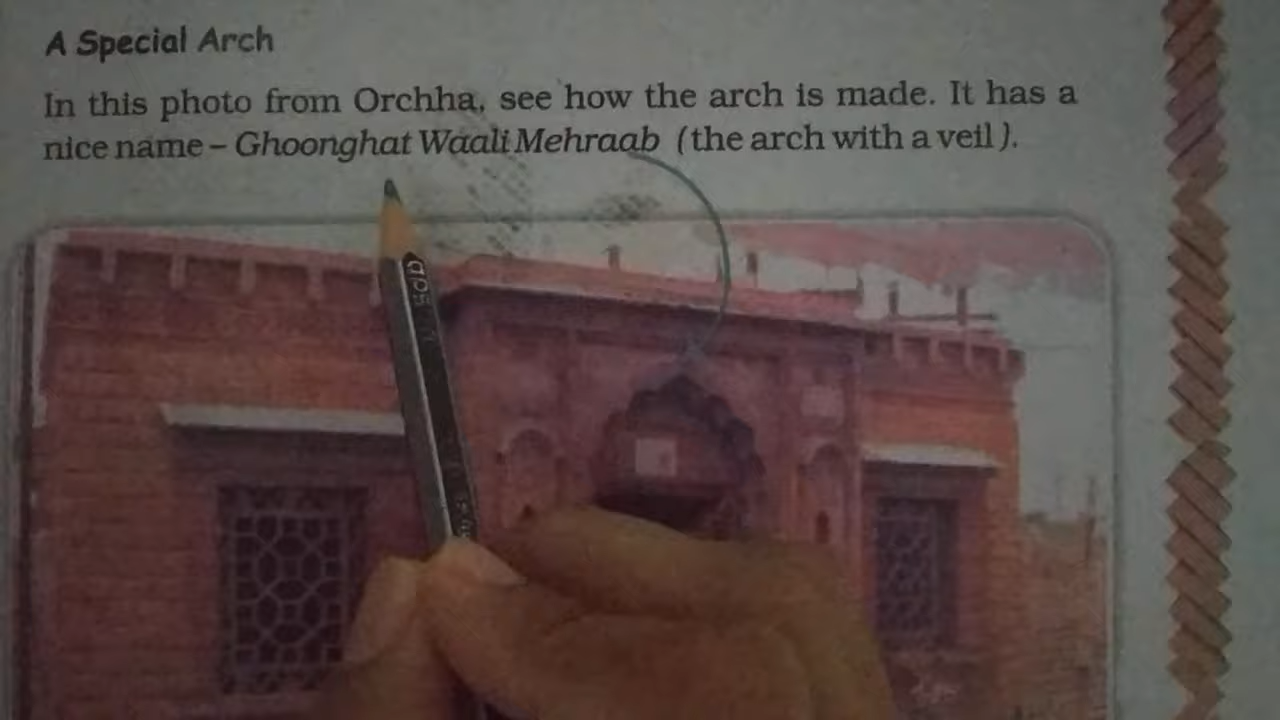 A Special Arch
In this photo from Orchha, see how the arch is made. It has a
nice name – Ghoonghat Waali Mehraab (the arch with a veil).